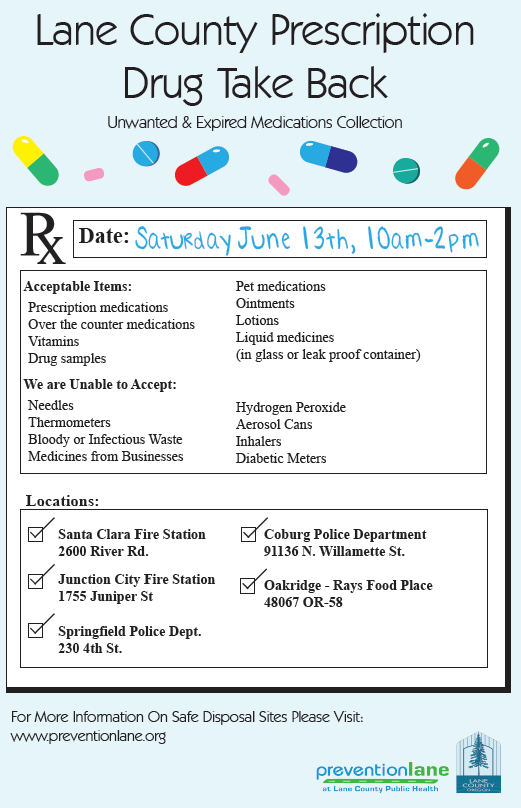 Lane County Prescription
Drug Take Back
Unwanted & Expired Medications Collection
Rx
Date: Saturday June 13th, 10am-2pm
Acceptable Items:
Prescription medications
Over the counter medications
Vitamins
Drug samples
Pet medications
Ointments
Lotions
Liquid medicines
(in glass or leak proof container)
We are Unable to Accept:
Needles
Thermometers
Bloody or Infectious Waste
Medicines from Businesses
Hydrogen Peroxide
Aerosol Cans
Inhalers
Diabetic Meters
Locations:
Santa Clara Fire Station
2600 River Rd.
Junction City Fire Station
1755 Juniper St
Springfield Police Dept.
230 4th St.
Coburg Police Department
91136 N. Willamette St.
Oakridge - Rays Food Place
48067 OR-58
For More Information On Safe Disposal Sites Please Visit:
www.preventionlane.org
preventionlane
at Lane County Public Health
LANE
COUNTY
OREGON